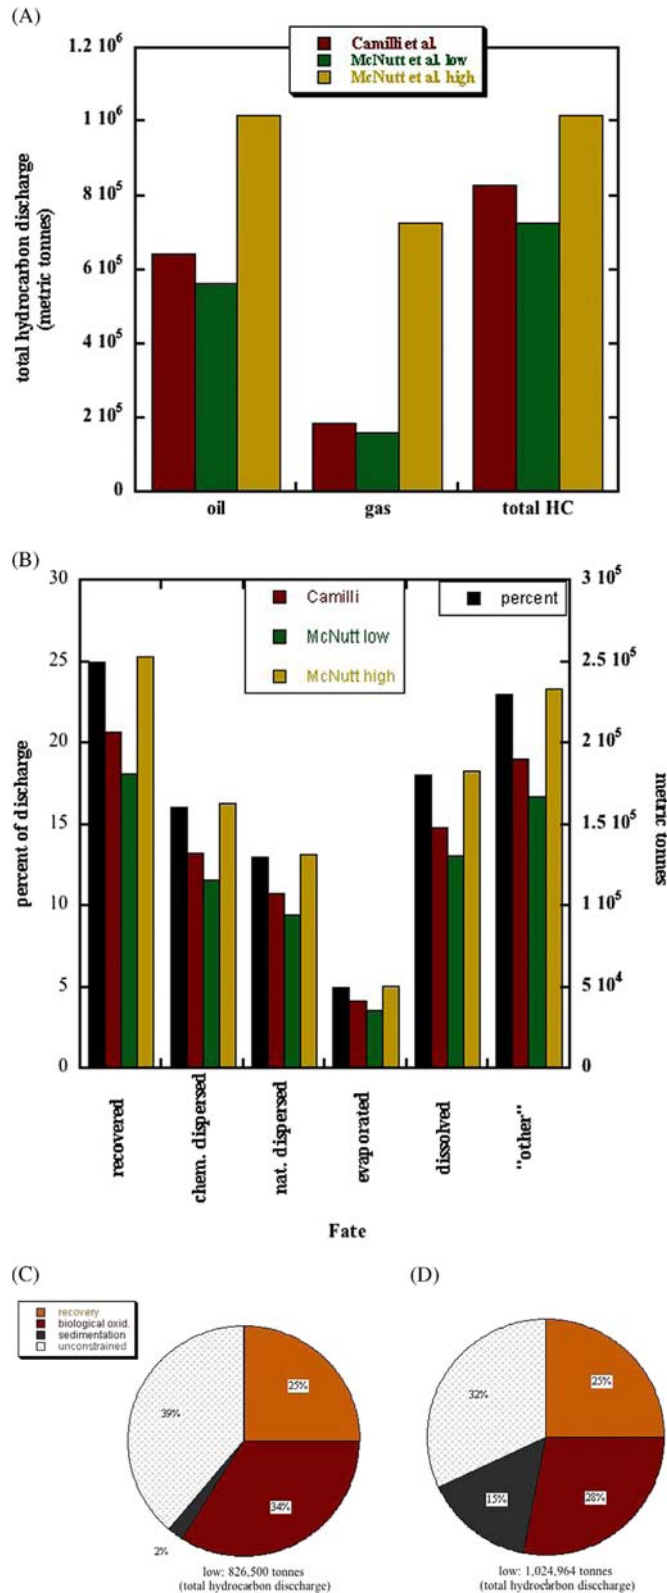 (A)
1.2 10⁶
1 10⁶
8 10⁵
6 10⁵
4 10⁵
2 10⁵
0
total hydrocarbon discharge
(metric tonnes)
Camilli et al.
McNutt et al. low
McNutt et al. high
oil
gas
total HC
(B)
30
25
20
15
10
5
0
percent of discharge
Camilli
McNutt low
McNutt high
percent
3 10⁵
2.5 10⁵
2 10⁵
1.5 10⁵
1 10⁵
5 10⁴
0
metric tonnes
recovered
chem. dispersed
nat. dispersed
evaporated
dissolved
"other"
Fate
(C)
recovery
biological oxid.
sedimentation
unconstrained
39%
25%
34%
2%
low: 826,500 tonnes
(total hydrocarbon disccharge)
(D)
32%
25%
15%
28%
low: 1,024,964 tonnes
(total hydrocarbon discharge)